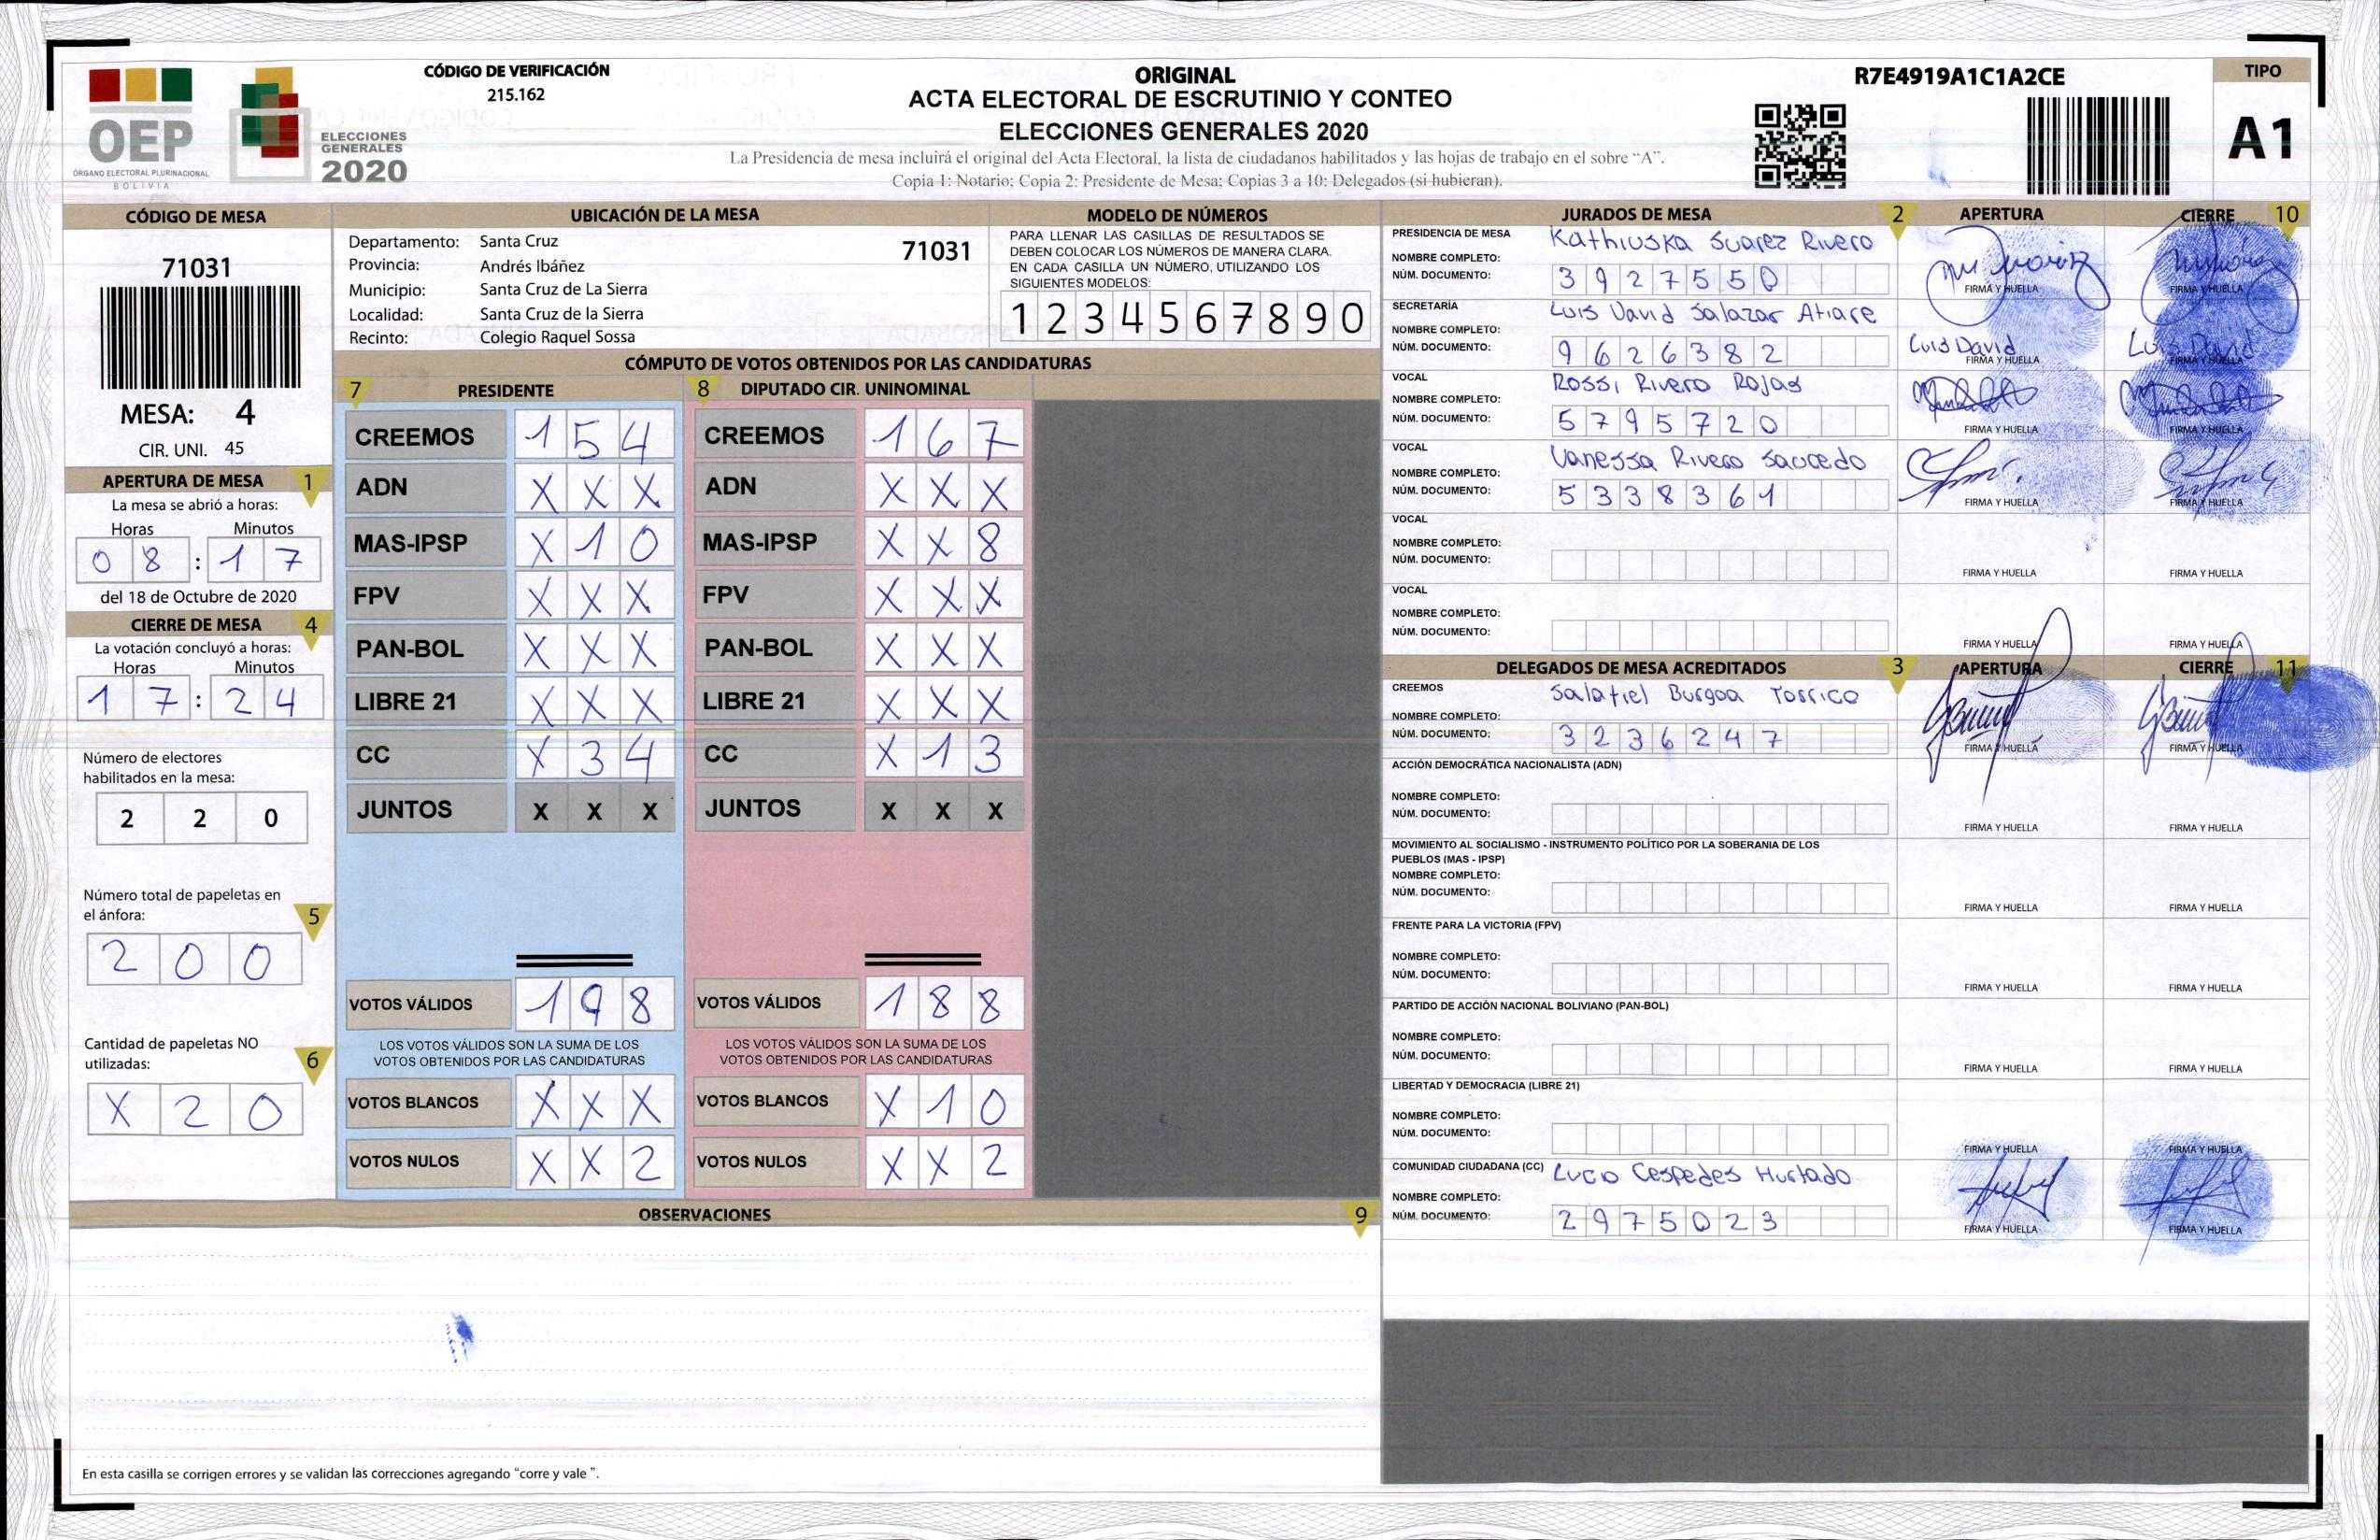 OEP
ÓRGANO ELECTORAL PLURINACIONAL
BOLIVIA
ELECCIONES
GENERALES
2020
CÓDIGO DE VERIFICACIÓN
215.162
ORIGINAL
ACTA ELECTORAL DE ESCRUTINIO Y CONTEO
ELECCIONES GENERALES 2020
La Presidencia de mesa incluirá el original del Acta Electoral, la lista de ciudadanos habilitados y las hojas de trabajo en el sobre "A".
Copia 1: Notario; Copia 2: Presidente de Mesa; Copias 3 a 10: Delegados (si hubieran).
R7E4919A1C1A2CE
TIPO
A1
CÓDIGO DE MESA
71031
MESA: 4
CIR. UNI. 45
APERTURA DE MESA 1
La mesa se abrió a horas:
Horas Minutos
0 8 : 1 7
del 18 de Octubre de 2020
CIERRE DE MESA 4
La votación concluyó a horas:
Horas Minutos
1 7 : 2 4
Número de electores
habilitados en la mesa:
2 2 0
Número total de papeletas en
el ánfora: 5
2 0 0
Cantidad de papeletas NO
utilizadas: 6
X 2 0
UBICACIÓN DE LA MESA
Departamento: Santa Cruz 71031
Provincia: Andrés Ibáñez
Municipio: Santa Cruz de La Sierra
Localidad: Santa Cruz de la Sierra
Recinto: Colegio Raquel Sossa
MODELO DE NÚMEROS
PARA LLENAR LAS CASILLAS DE RESULTADOS SE
DEBEN COLOCAR LOS NÚMEROS DE MANERA CLARA.
EN CADA CASILLA UN NÚMERO, UTILIZANDO LOS
SIGUIENTES MODELOS:
1 2 3 4 5 6 7 8 9 0
CÓMPUTO DE VOTOS OBTENIDOS POR LAS CANDIDATURAS
7 PRESIDENTE
CREEMOS 1 5 4
ADN X X X
MAS-IPSP X 1 0
FPV X X X
PAN-BOL X X X
LIBRE 21 X X X
CC X 3 4
JUNTOS X X X
VOTOS VÁLIDOS 1 9 8
LOS VOTOS VÁLIDOS SON LA SUMA DE LOS
VOTOS OBTENIDOS POR LAS CANDIDATURAS
VOTOS BLANCOS X X X
VOTOS NULOS X X 2
8 DIPUTADO CIR. UNINOMINAL
CREEMOS 1 6 7
ADN X X X
MAS-IPSP X X 8
FPV X X X
PAN-BOL X X X
LIBRE 21 X X X
CC X 1 3
JUNTOS X X X
VOTOS VÁLIDOS 1 8 8
LOS VOTOS VÁLIDOS SON LA SUMA DE LOS
VOTOS OBTENIDOS POR LAS CANDIDATURAS
VOTOS BLANCOS X 1 0
VOTOS NULOS X X 2
OBSERVACIONES 9
En esta casilla se corrigen errores y se validan las correcciones agregando "corre y vale ".
JURADOS DE MESA 2 APERTURA CIERRE 10
PRESIDENCIA DE MESA Kathiuska Suarez Rivero
NOMBRE COMPLETO:
NÚM. DOCUMENTO: 3 9 2 7 5 5 0 FIRMA Y HUELLA FIRMA Y HUELLA
SECRETARÍA Luis David Salazar Atiare
NOMBRE COMPLETO: Luis David Luis David
NÚM. DOCUMENTO: 9 6 2 6 3 8 2 FIRMA Y HUELLA FIRMA Y HUELLA
VOCAL Rossi Rivero Rojas
NOMBRE COMPLETO:
NÚM. DOCUMENTO: 5 7 9 5 7 2 0 FIRMA Y HUELLA FIRMA Y HUELLA
VOCAL Vanessa Rivero Saucedo
NOMBRE COMPLETO:
NÚM. DOCUMENTO: 5 3 3 8 3 6 1 FIRMA Y HUELLA FIRMA Y HUELLA
VOCAL
NOMBRE COMPLETO:
NÚM. DOCUMENTO: FIRMA Y HUELLA FIRMA Y HUELLA
VOCAL
NOMBRE COMPLETO:
NÚM. DOCUMENTO: FIRMA Y HUELLA FIRMA Y HUELLA
DELEGADOS DE MESA ACREDITADOS 3 APERTURA CIERRE 11
CREEMOS Salatiel Burgoa Torrico
NOMBRE COMPLETO:
NÚM. DOCUMENTO: 3 2 3 6 2 4 7 FIRMA Y HUELLA FIRMA Y HUELLA
ACCIÓN DEMOCRÁTICA NACIONALISTA (ADN)
NOMBRE COMPLETO:
NÚM. DOCUMENTO: FIRMA Y HUELLA FIRMA Y HUELLA
MOVIMIENTO AL SOCIALISMO - INSTRUMENTO POLÍTICO POR LA SOBERANIA DE LOS
PUEBLOS (MAS - IPSP)
NOMBRE COMPLETO:
NÚM. DOCUMENTO: FIRMA Y HUELLA FIRMA Y HUELLA
FRENTE PARA LA VICTORIA (FPV)
NOMBRE COMPLETO:
NÚM. DOCUMENTO: FIRMA Y HUELLA FIRMA Y HUELLA
PARTIDO DE ACCIÓN NACIONAL BOLIVIANO (PAN-BOL)
NOMBRE COMPLETO:
NÚM. DOCUMENTO: FIRMA Y HUELLA FIRMA Y HUELLA
LIBERTAD Y DEMOCRACIA (LIBRE 21)
NOMBRE COMPLETO:
NÚM. DOCUMENTO: FIRMA Y HUELLA FIRMA Y HUELLA
COMUNIDAD CIUDADANA (CC) Lucio Cespedes Hurtado
NOMBRE COMPLETO:
NÚM. DOCUMENTO: 2 9 7 5 0 2 3 FIRMA Y HUELLA FIRMA Y HUELLA